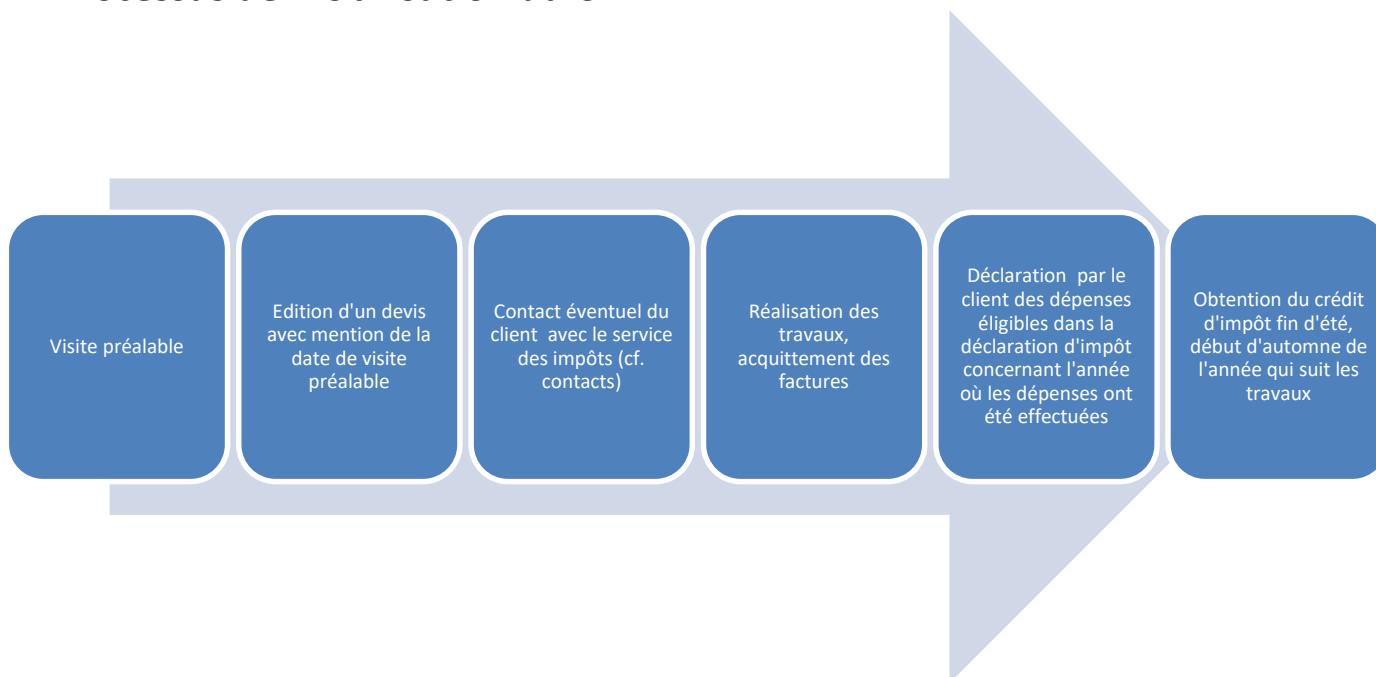 Visite préalable
Edition d'un devis
avec mention de la
date de visite
préalable
Contact éventuel du
client avec le service
des impôts (cf.
contacts)
Réalisation des
travaux,
acquittement des
factures
Déclaration par le
client des dépenses
éligibles dans la
déclaration d'impôt
concernant l'année
où les dépenses ont
été effectuées
Obtention du crédit
d'impôt fin d'été,
début d'automne de
l'année qui suit les
travaux